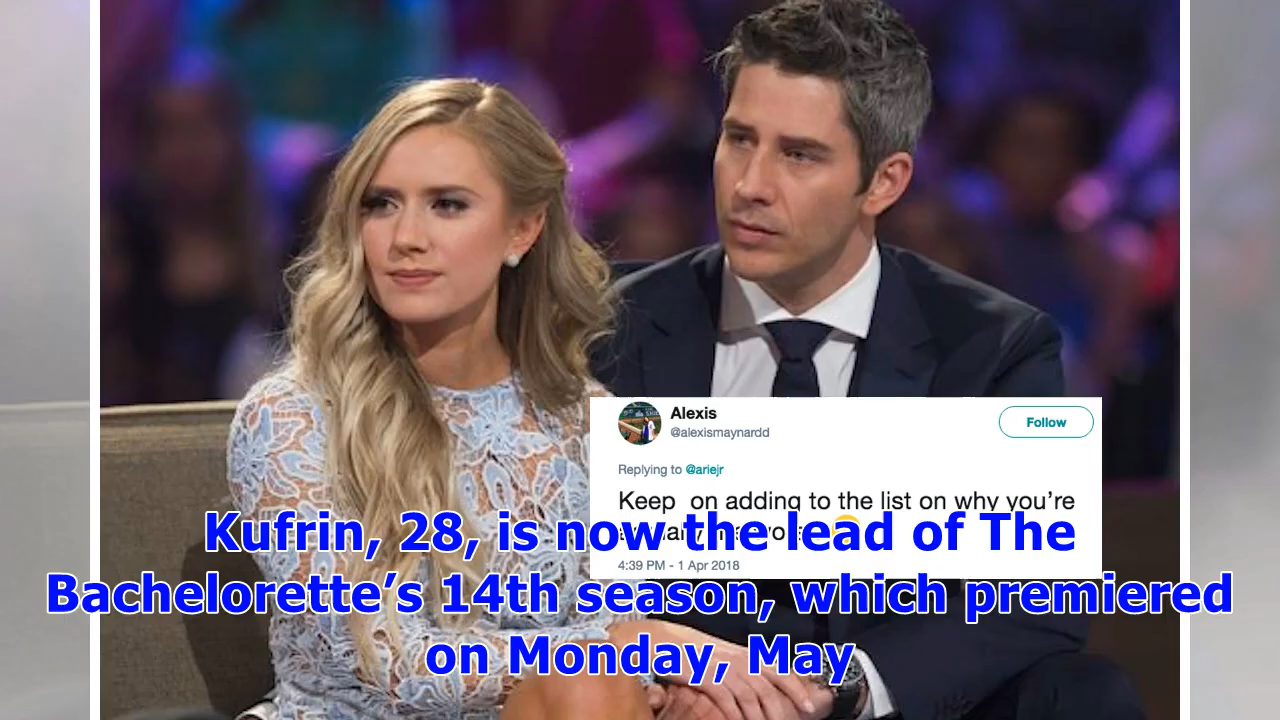 Alexis
@alexismaynardd
Follow
Replying to @ariejr
Keep on adding to the list on why you're
4:39 PM - 1 Apr 2018
Kufrin, 28, is now the lead of The
Bachelorette's 14th season, which premiered
on Monday, May